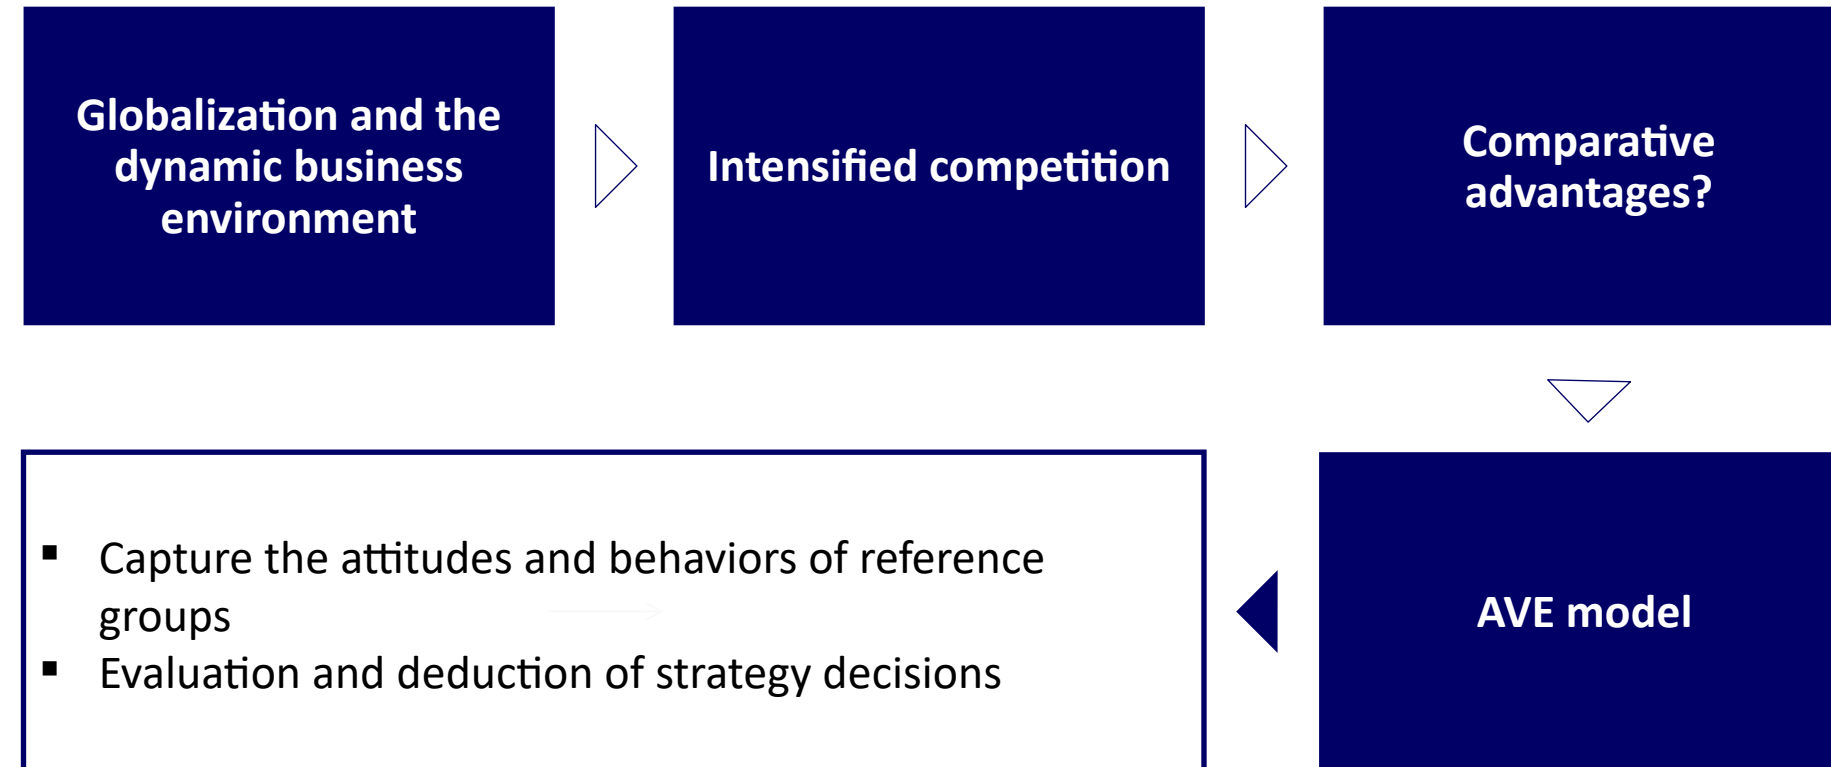 Globalization and the
dynamic business
environment
Intensified competition
Comparative
advantages?
▪ Capture the attitudes and behaviors of reference
groups
▪ Evaluation and deduction of strategy decisions
AVE model